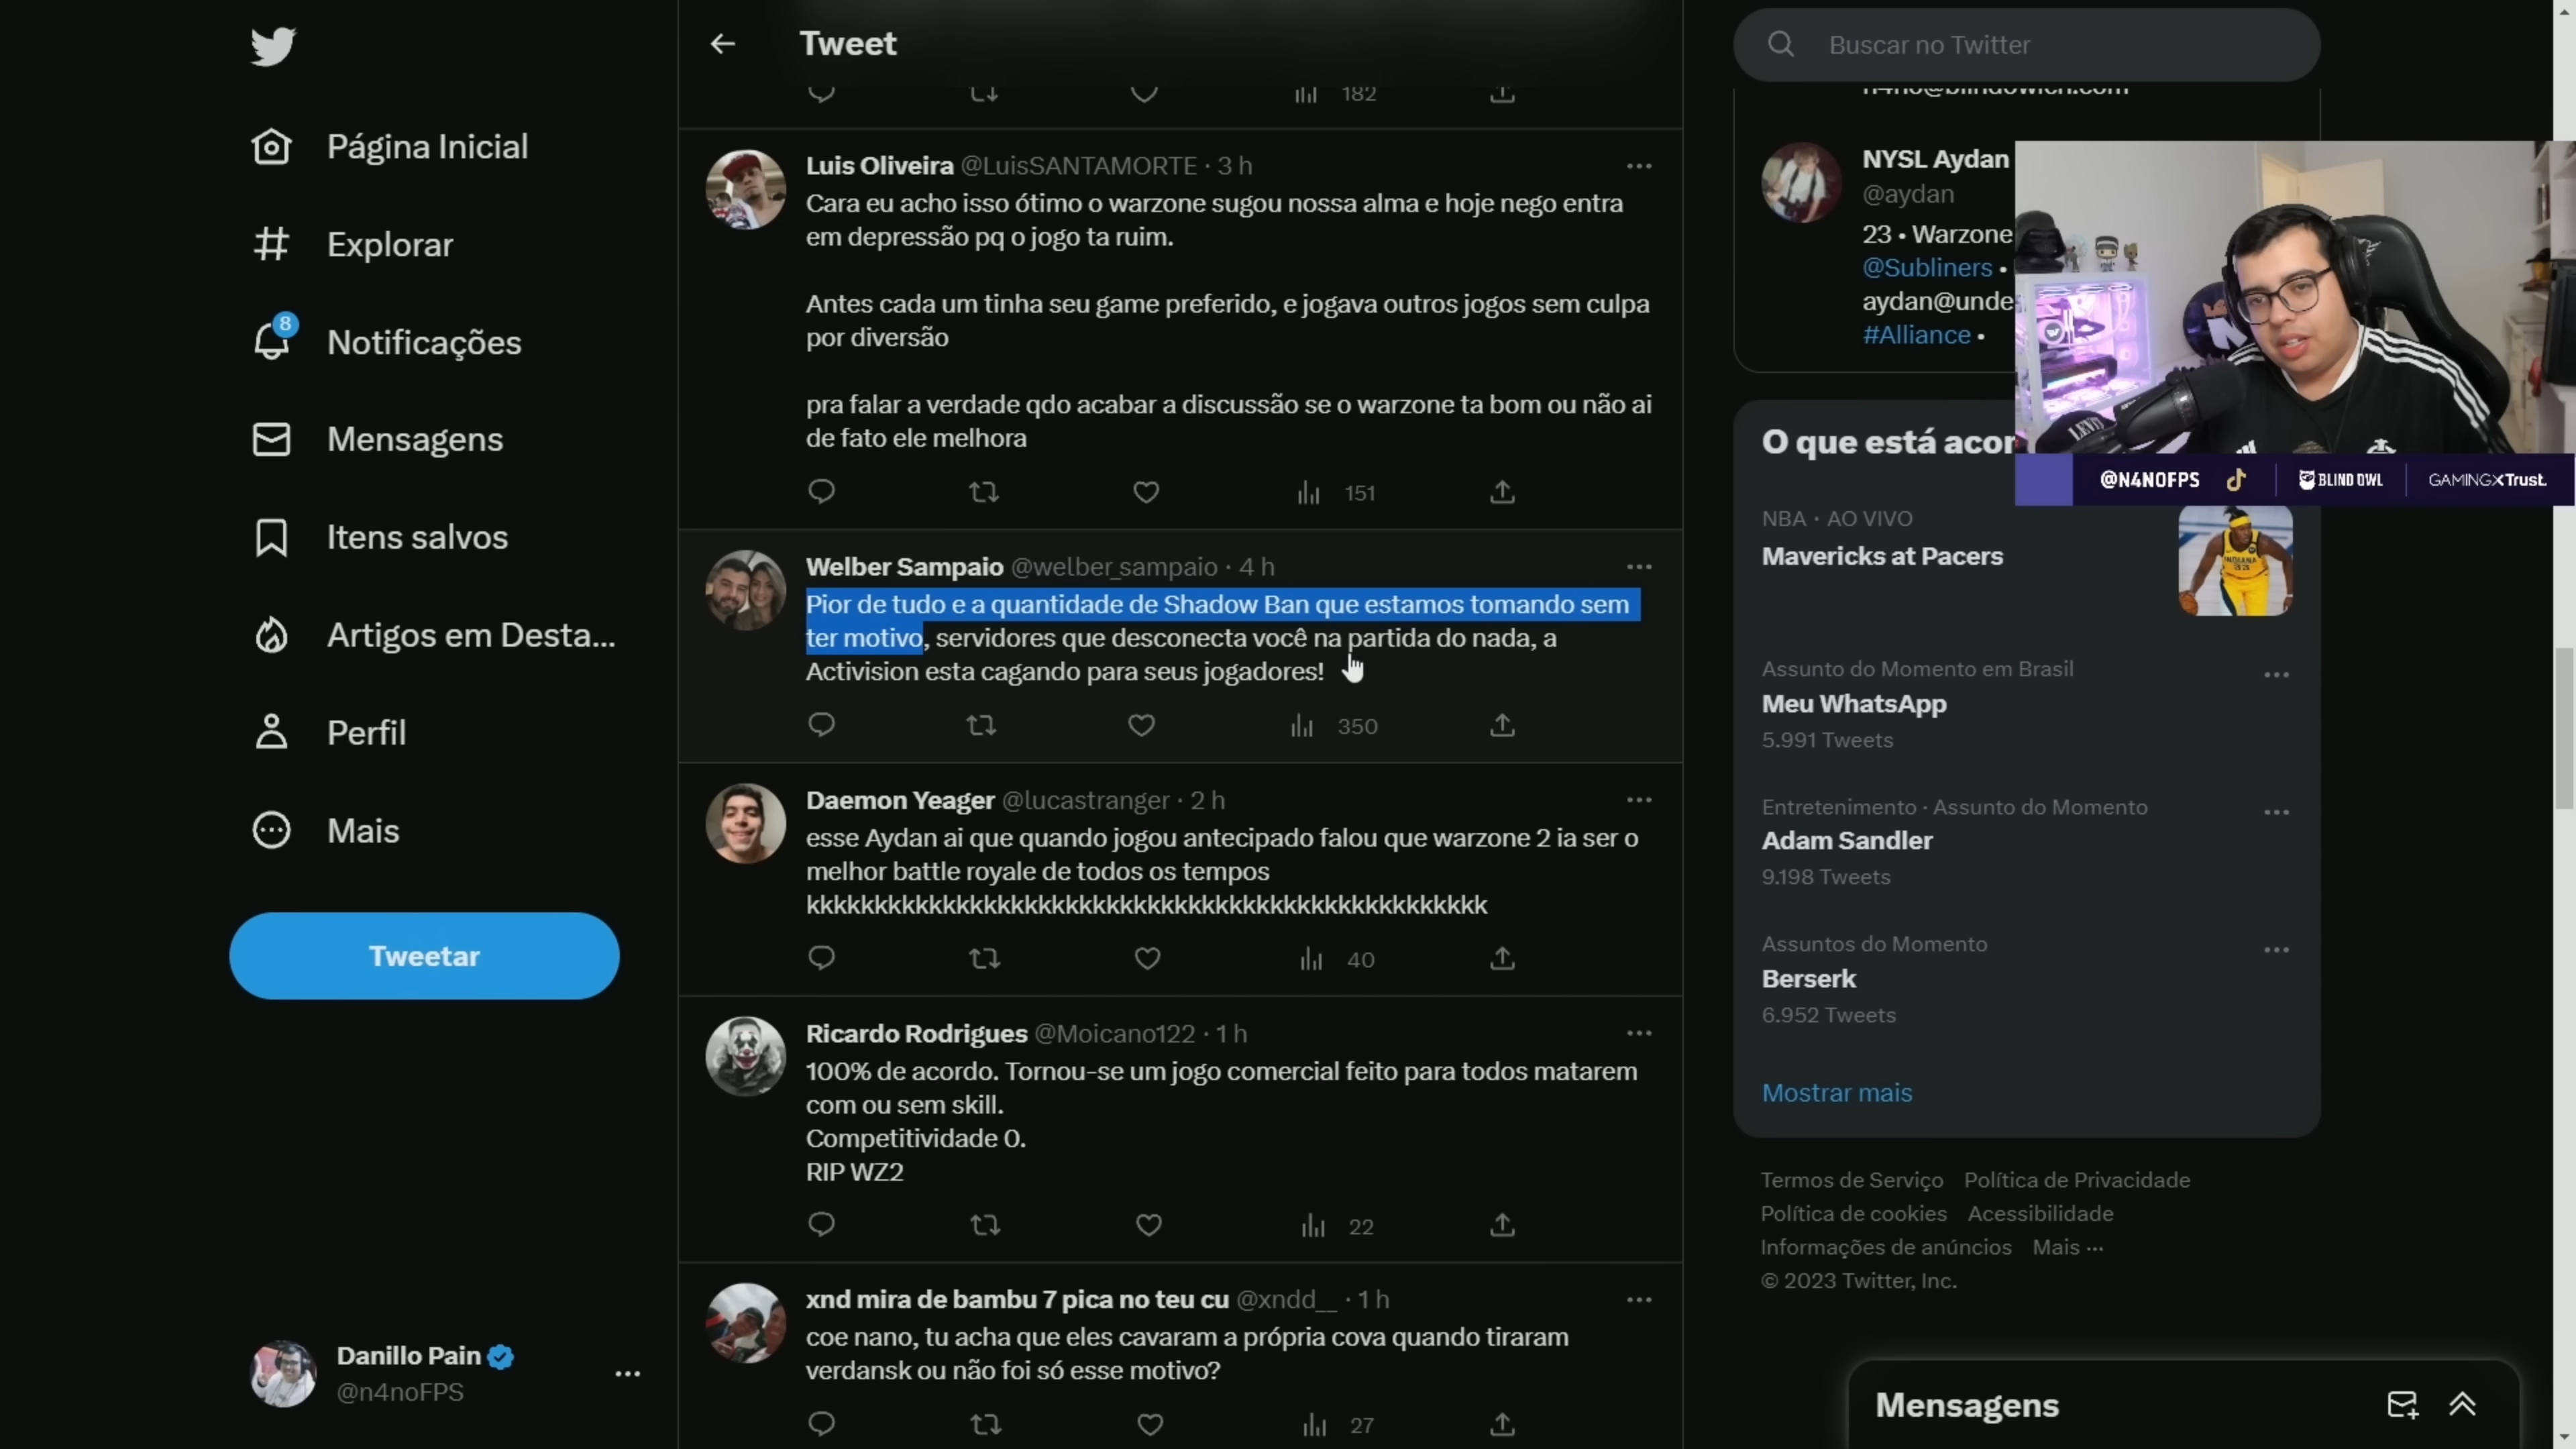 Página Inicial
Explorar
8
Notificações
Mensagens
Itens salvos
Artigos em Desta...
Perfil
Mais
Tweetar
Danillo Pain
@n4noFPS
Tweet
182
Luis Oliveira @LuisSANTAMORTE · 3 h
Cara eu acho isso ótimo o warzone sugou nossa alma e hoje nego entra
em depressão pq o jogo ta ruim.
Antes cada um tinha seu game preferido, e jogava outros jogos sem culpa
por diversão
pra falar a verdade qdo acabar a discussão se o warzone ta bom ou não ai
de fato ele melhora
151
Welber Sampaio @welber_sampaio · 4 h
Pior de tudo e a quantidade de Shadow Ban que estamos tomando sem
ter motivo, servidores que desconecta você na partida do nada, a
Activision esta cagando para seus jogadores!
350
Daemon Yeager @lucastranger · 2 h
esse Aydan ai que quando jogou antecipado falou que warzone 2 ia ser o
melhor battle royale de todos os tempos
kkkkkkkkkkkkkkkkkkkkkkkkkkkkkkkkkkkkkkkkkkkkkkkkkk
40
Ricardo Rodrigues @Moicano122 · 1 h
100% de acordo. Tornou-se um jogo comercial feito para todos matarem
com ou sem skill.
Competitividade 0.
RIP WZ2
22
xnd mira de bambu 7 pica no teu cu @xndd__ · 1 h
coe nano, tu acha que eles cavaram a própria cova quando tiraram
verdansk ou não foi só esse motivo?
27
Buscar no Twitter
NYSL Aydan
@aydan
23 • Warzone
@Subliners •
aydan@unde
#Alliance •
@N4NOFPS
BLIND OWL
GAMINGXTrust.
O que está acon
NBA · AO VIVO
Mavericks at Pacers
Assunto do Momento em Brasil
Meu WhatsApp
5.991 Tweets
Entretenimento · Assunto do Momento
Adam Sandler
9.198 Tweets
Assuntos do Momento
Berserk
6.952 Tweets
Mostrar mais
Termos de Serviço Política de Privacidade
Política de cookies Acessibilidade
Informações de anúncios Mais ···
© 2023 Twitter, Inc.
Mensagens